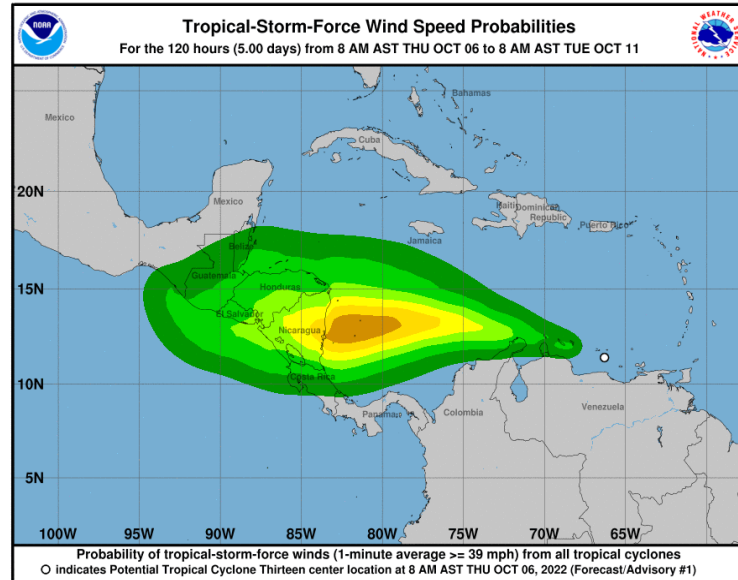 NOAA
Tropical-Storm-Force Wind Speed Probabilities
For the 120 hours (5.00 days) from 8 AM AST THU OCT 06 to 8 AM AST TUE OCT 11
NATIONAL WEATHER SERVICE
Bahamas
Mexico
Cuba
20N
Mexico
Haiti
Dominican
Republic
Puerto Rico
Jamaica
Belize
Guatemala
15N
Honduras
El Salvador
Nicaragua
10N
Costa Rica
Panama
Colombia
Venezuela
5N
100W 95W 90W 85W 80W 75W 70W 65W
Probability of tropical-storm-force winds (1-minute average >= 39 mph) from all tropical cyclones
O indicates Potential Tropical Cyclone Thirteen center location at 8 AM AST THU OCT 06, 2022 (Forecast/Advisory #1)